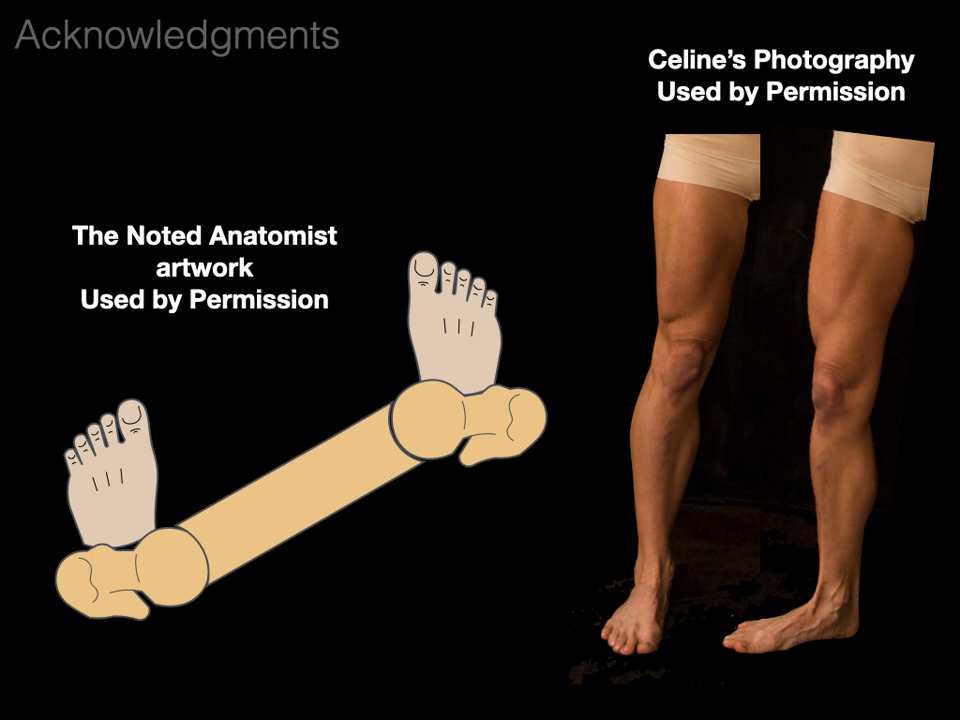 Acknowledgments
Celine’s Photography
Used by Permission
The Noted Anatomist
artwork
Used by Permission